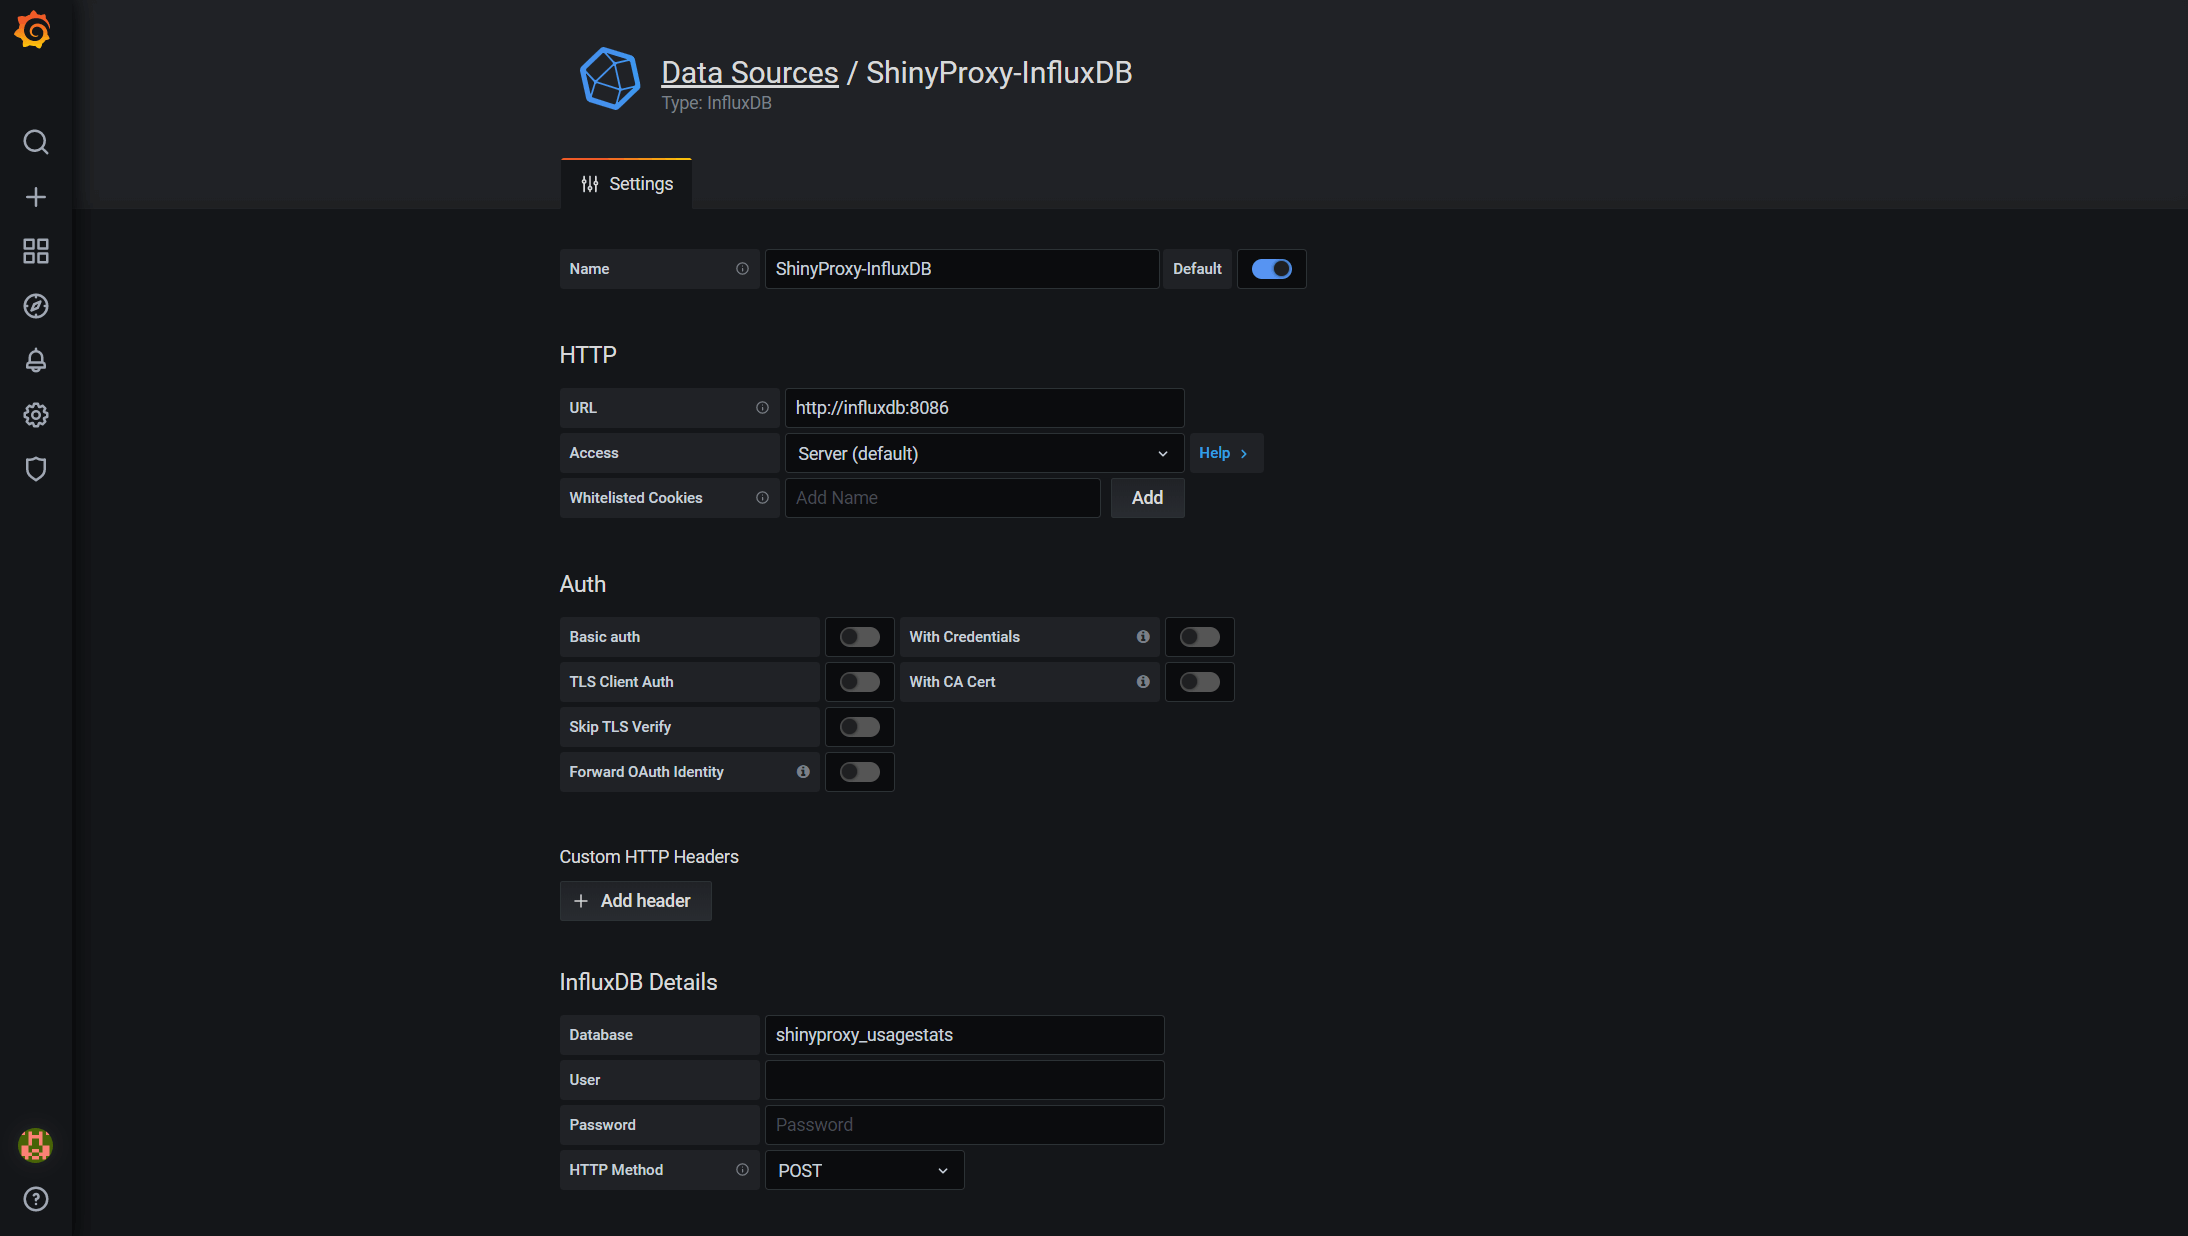 Data Sources / ShinyProxy-InfluxDB
Type: InfluxDB
Settings
Name ShinyProxy-InfluxDB Default
HTTP
URL http://influxdb:8086
Access Server (default) Help
Whitelisted Cookies Add Name Add
Auth
Basic auth With Credentials
TLS Client Auth With CA Cert
Skip TLS Verify
Forward OAuth Identity
Custom HTTP Headers
Add header
InfluxDB Details
Database shinyproxy_usagestats
User
Password Password
HTTP Method POST